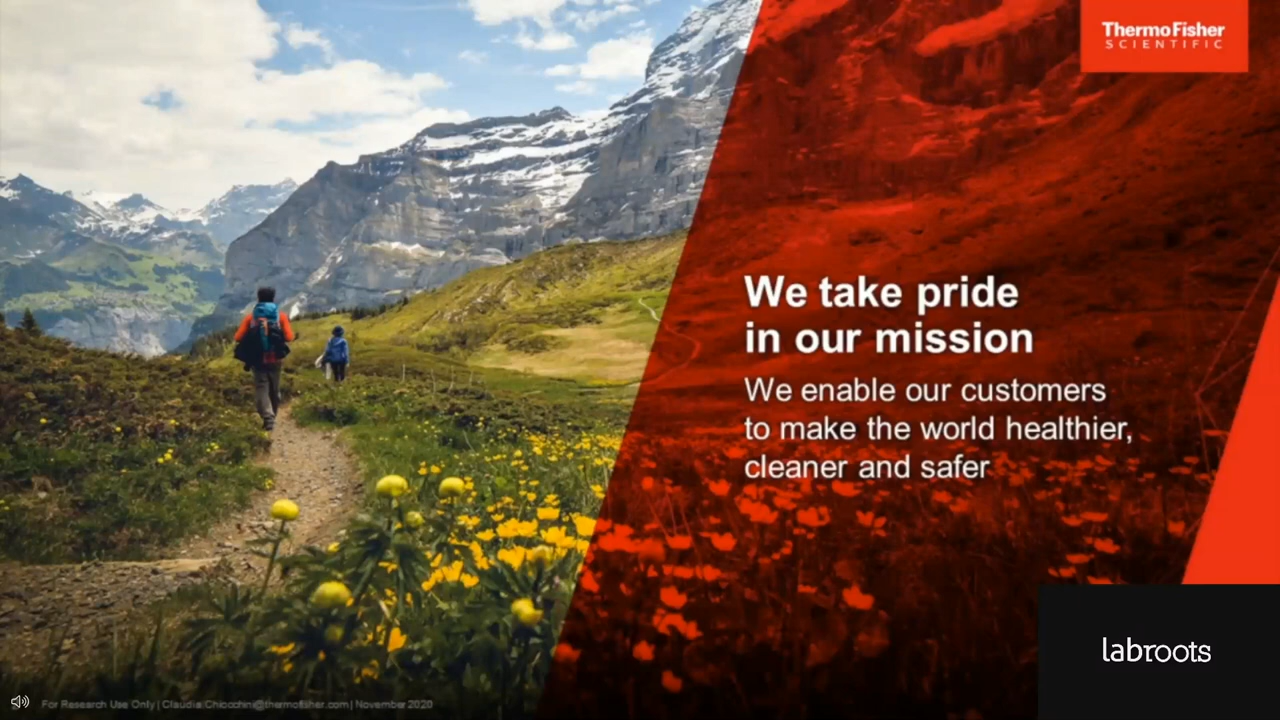 ThermoFisher
SCIENTIFIC
We take pride
in our mission
We enable our customers
to make the world healthier,
cleaner and safer
labroots
For Research Use Only | Claudia.Chicochini@thermofisher.com | November 2020